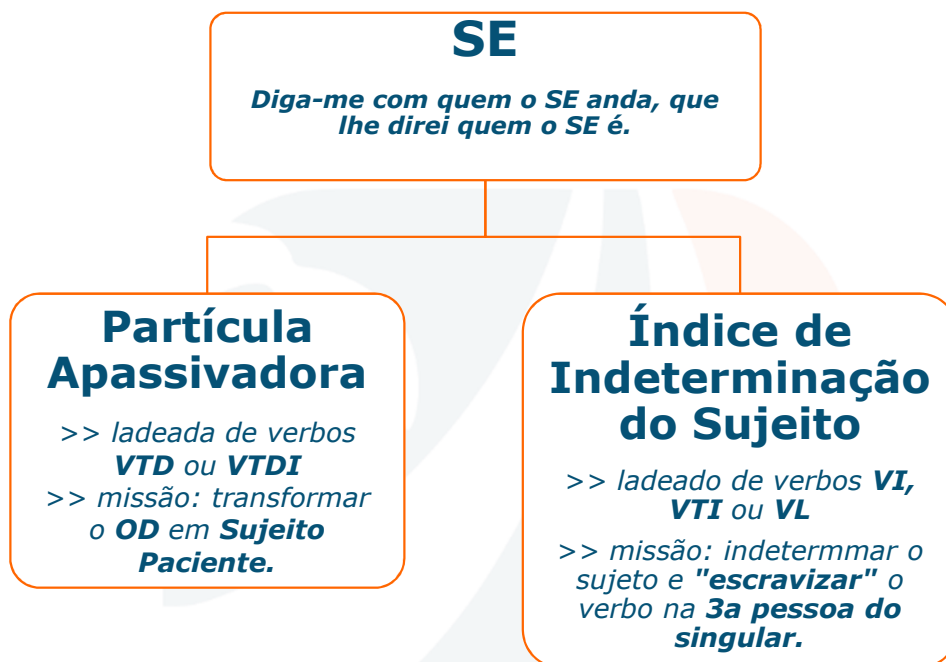 SE
Diga-me com quem o SE anda, que
lhe direi quem o SE é.
Partícula
Apassivadora
>> ladeada de verbos
VTD ou VTDI
>> missão: transformar
o OD em Sujeito
Paciente.
Índice de
Indeterminação
do Sujeito
>> ladeado de verbos VI,
VTI ou VL
>> missão: indetermmar o
sujeto e "escravizar" o
verbo na 3a pessoa do
singular.